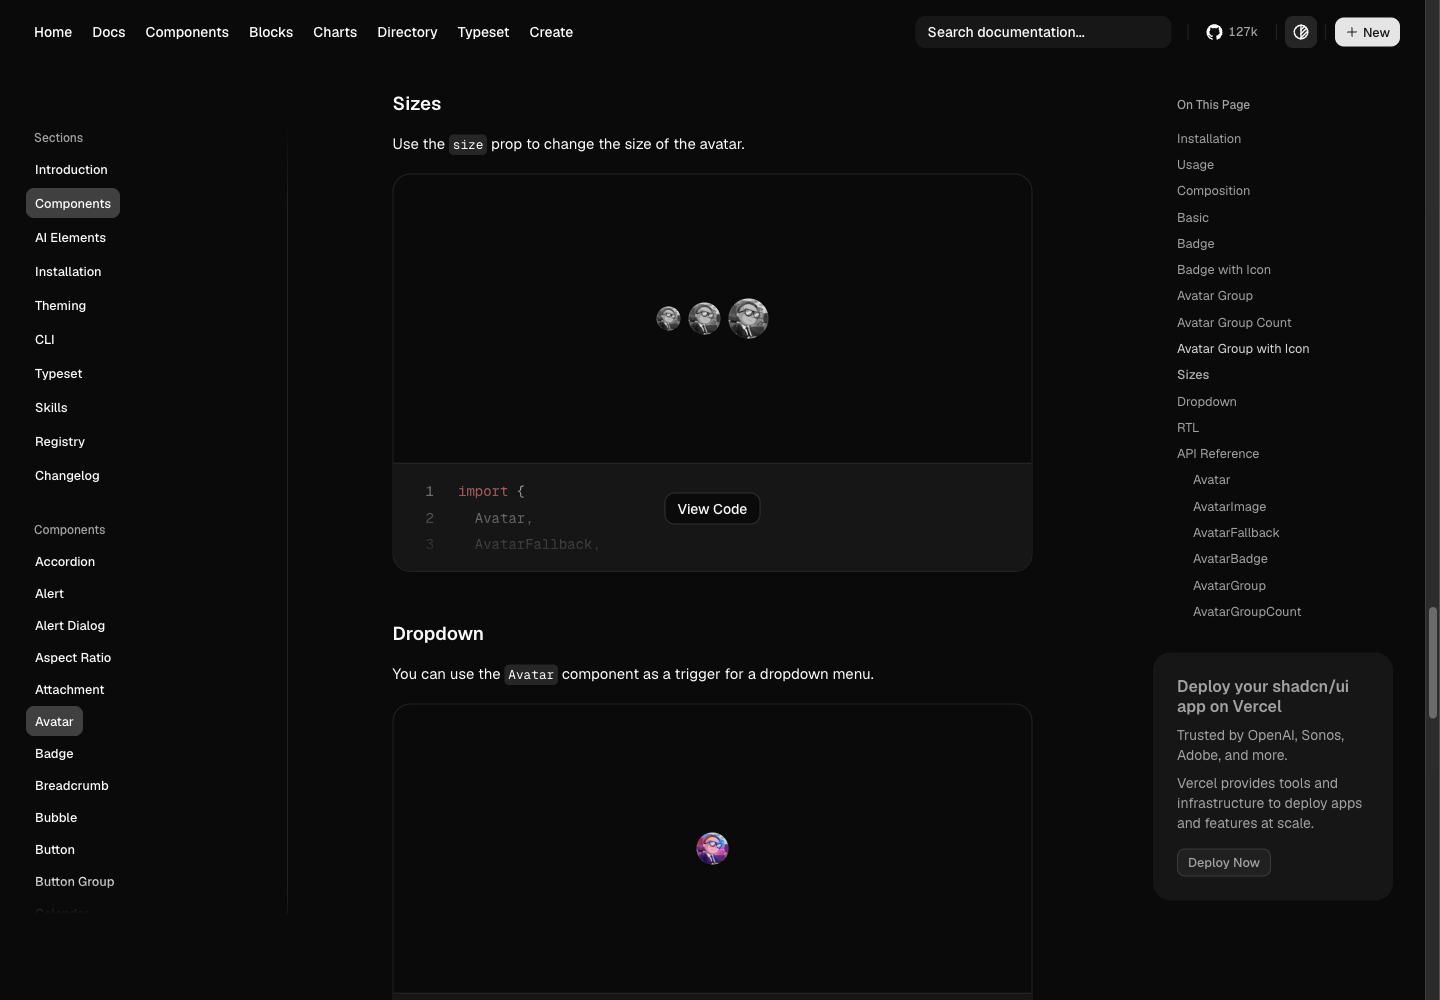 Home Docs Components Blocks Charts Directory Typeset Create
Search documentation...
127k
New
Sections
Introduction
Components
AI Elements
Installation
Theming
CLI
Typeset
Skills
Registry
Changelog
Components
Accordion
Alert
Alert Dialog
Aspect Ratio
Attachment
Avatar
Badge
Breadcrumb
Bubble
Button
Button Group
Calendar
Sizes
Use the size prop to change the size of the avatar.
1 import {
2 Avatar,
3 AvatarFallback,
View Code
Dropdown
You can use the Avatar component as a trigger for a dropdown menu.
On This Page
Installation
Usage
Composition
Basic
Badge
Badge with Icon
Avatar Group
Avatar Group Count
Avatar Group with Icon
Sizes
Dropdown
RTL
API Reference
Avatar
AvatarImage
AvatarFallback
AvatarBadge
AvatarGroup
AvatarGroupCount
Deploy your shadcn/ui
app on Vercel
Trusted by OpenAI, Sonos,
Adobe, and more.
Vercel provides tools and
infrastructure to deploy apps
and features at scale.
Deploy Now